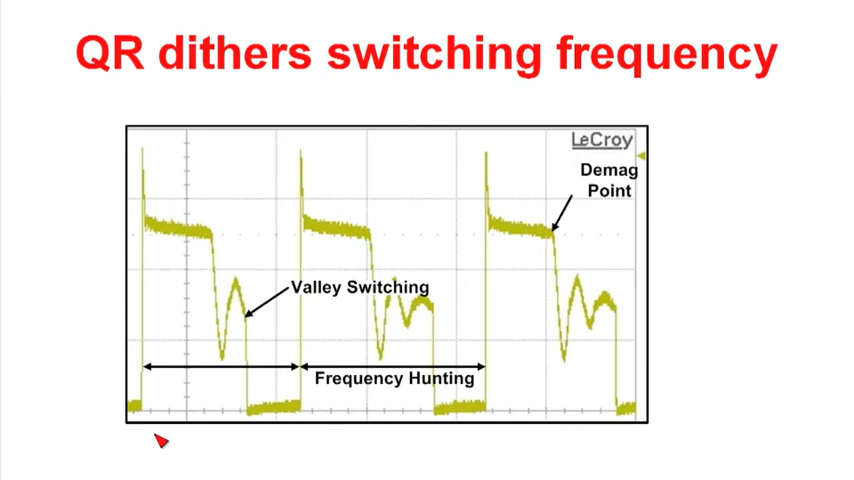 QR dithers switching frequency
LeCroy
Demag
Point
Valley Switching
Frequency Hunting